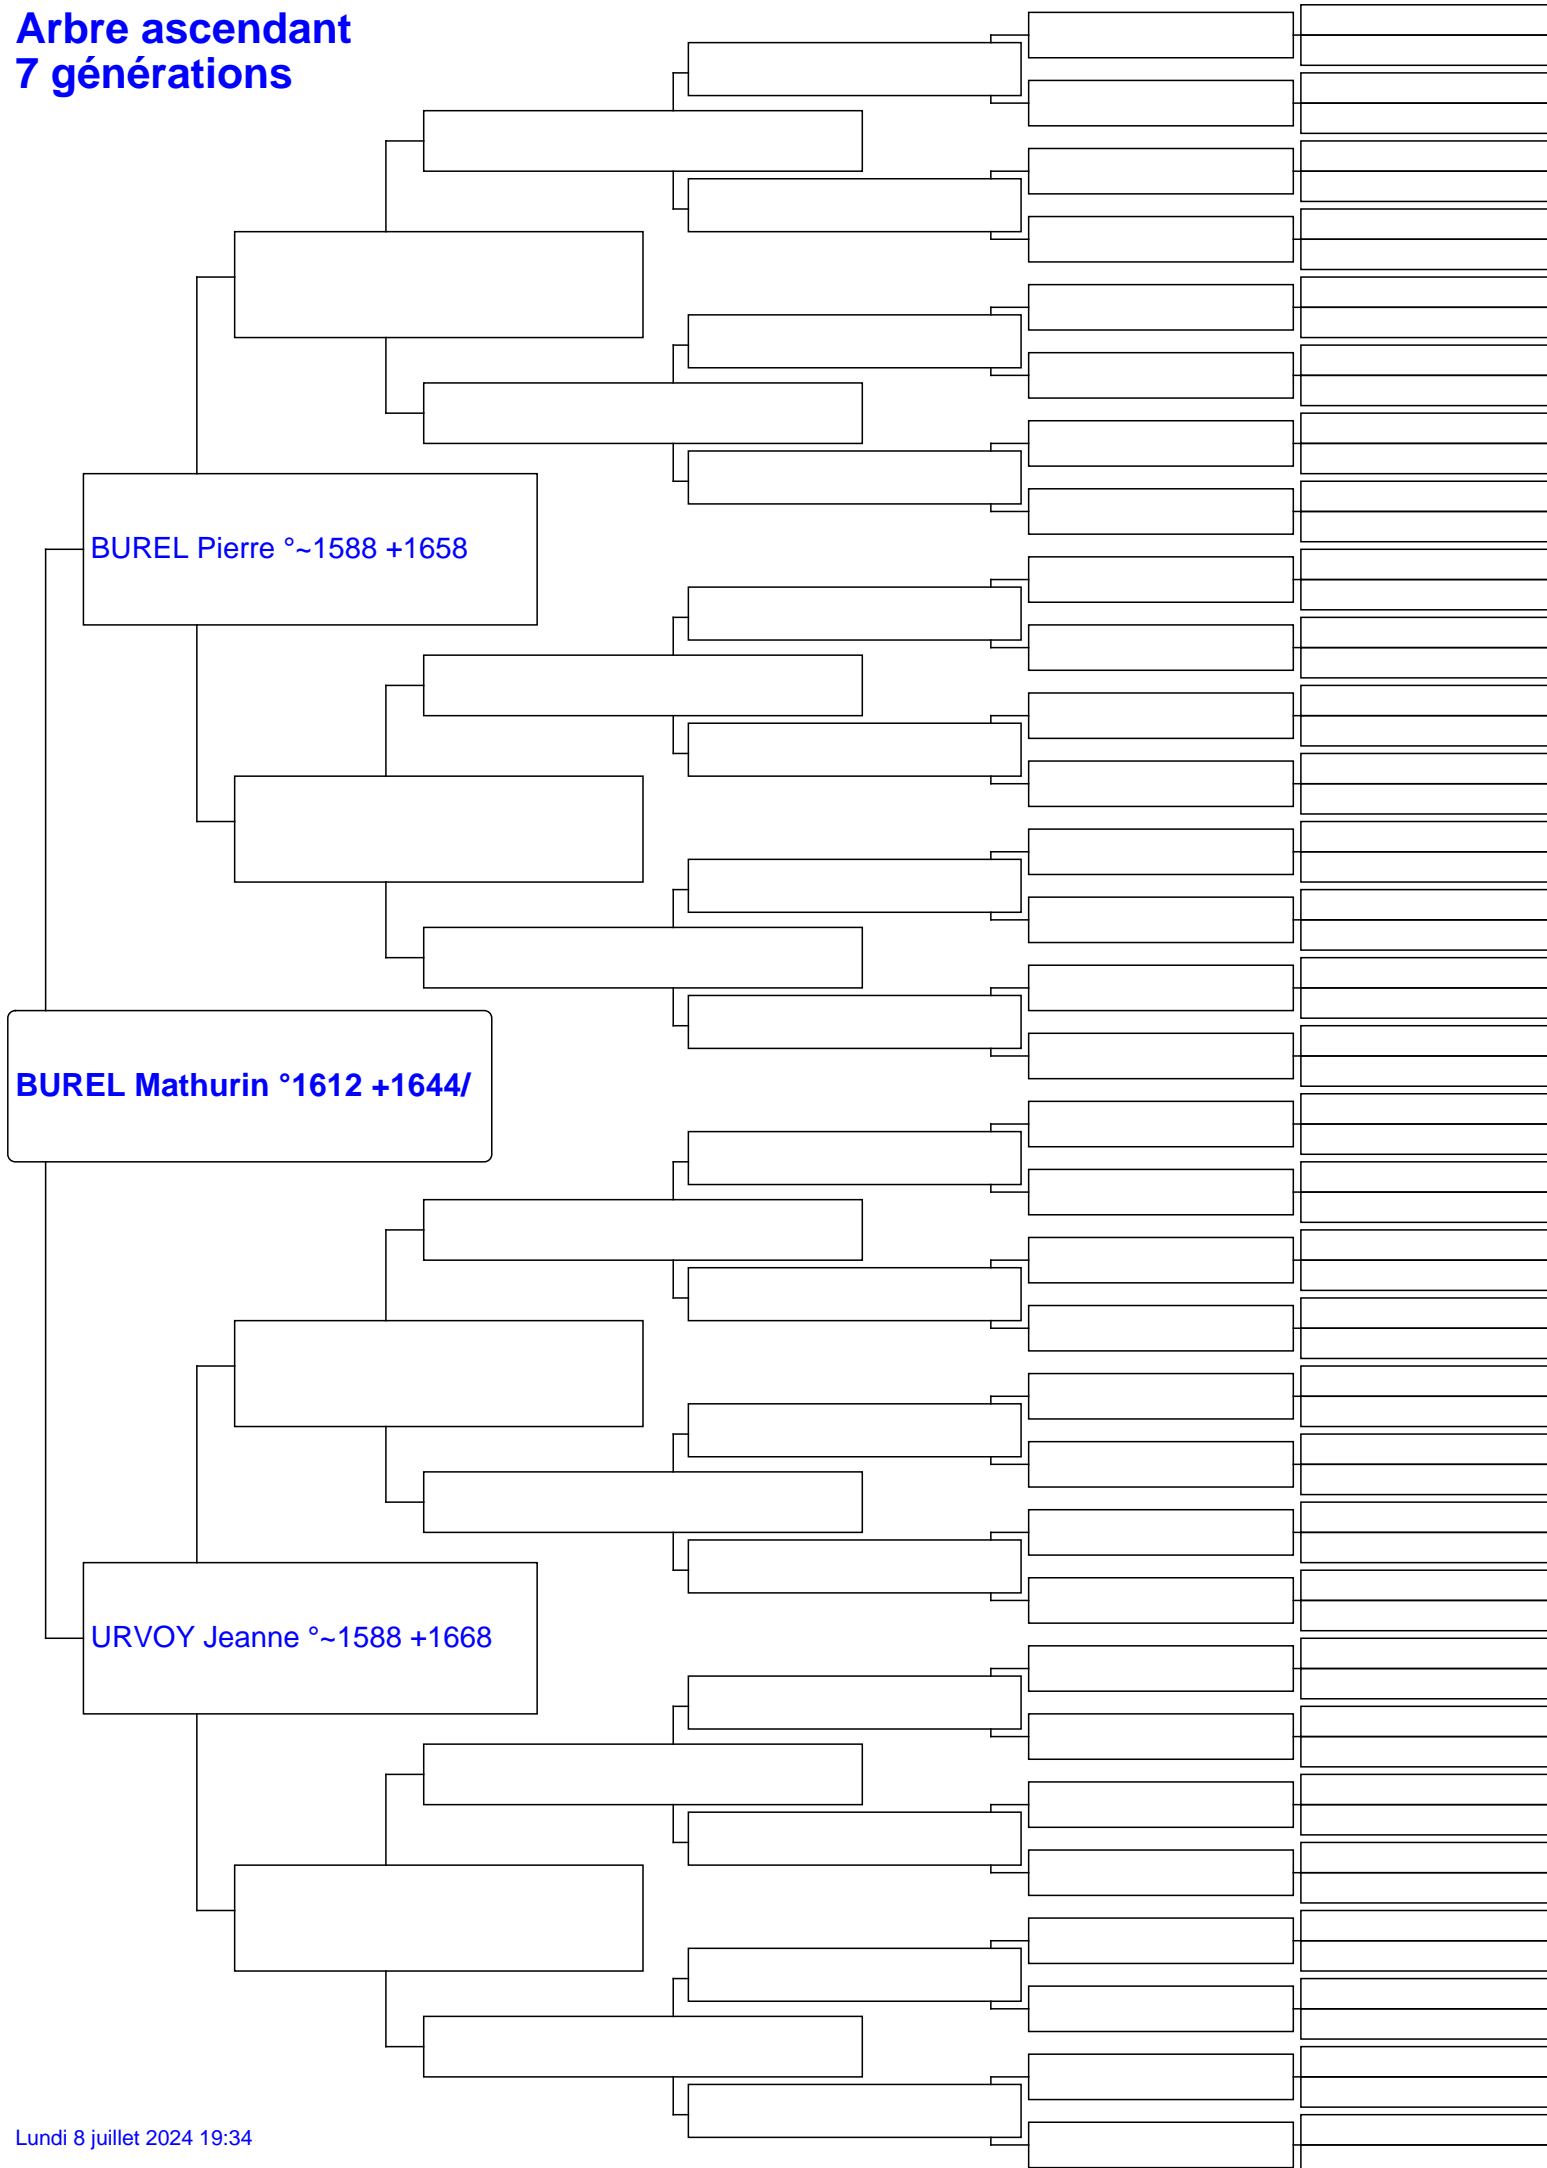 Arbre ascendant
7 générations
BUREL Pierre °~1588 +1658
BUREL Mathurin °1612 +1644/
URVOY Jeanne °~1588 +1668
Lundi 8 juillet 2024 19:34